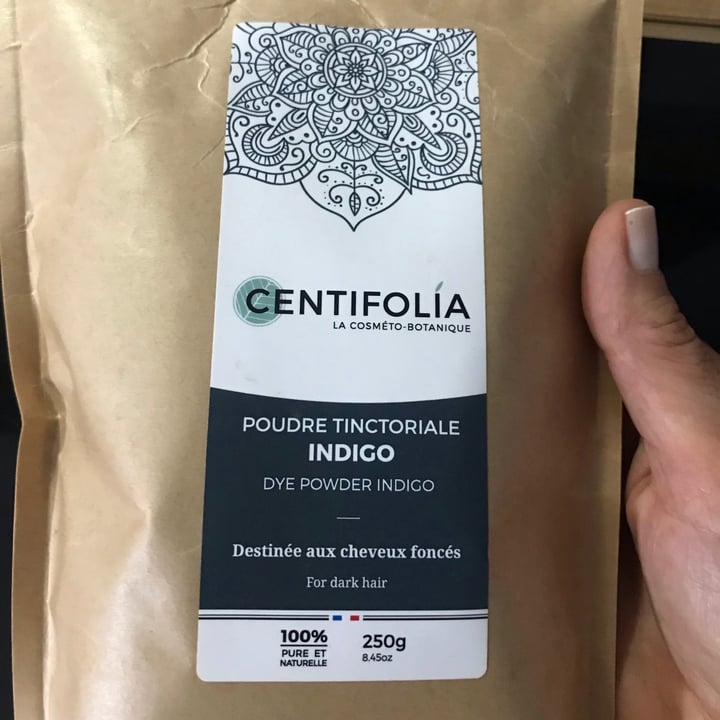 CENTIFOLÍA
LA COSMÉTO-BOTANIQUE
POUDRE TINCTORIALE
INDIGO
DYE POWDER INDIGO
Destinée aux cheveux foncés
For dark hair
100%
PURE ET
NATURELLE
250g
8.45oz